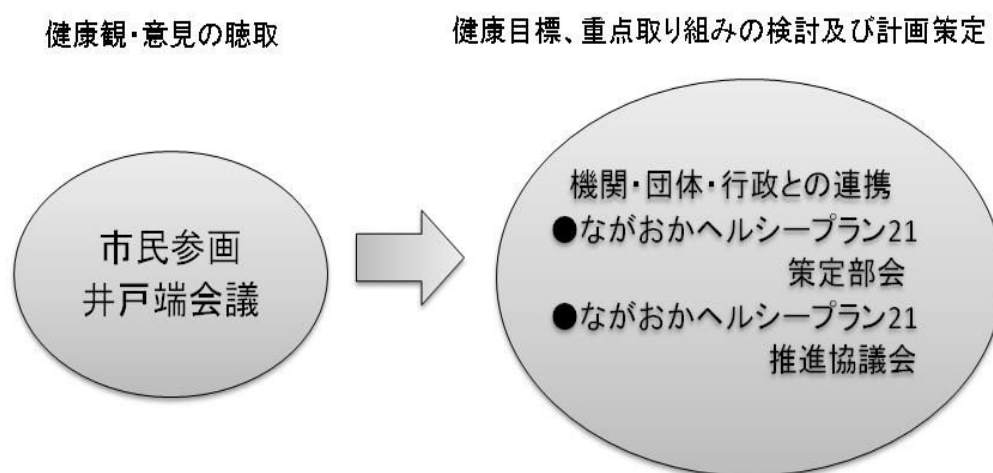 健康観・意見の聴取
健康目標、重点取り組みの検討及び計画策定
市民参画
井戸端会議
機関・団体・行政との連携
●ながおかヘルシープラン21
策定部会
●ながおかヘルシープラン21
推進協議会